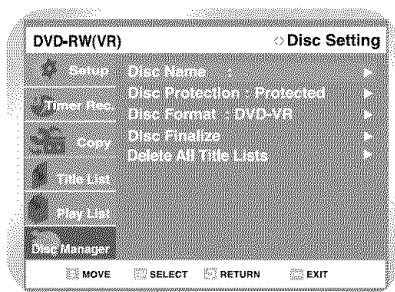 DVD-RW(VR) Disc Setting
Setup
Timer Rec.
Copy
Title List
Play List
Disc Manager
Disc Name :
Disc Protection : Protected
Disc Format : DVD-VR
Disc Finalize
Delete All Title Lists
MOVE SELECT RETURN EXIT